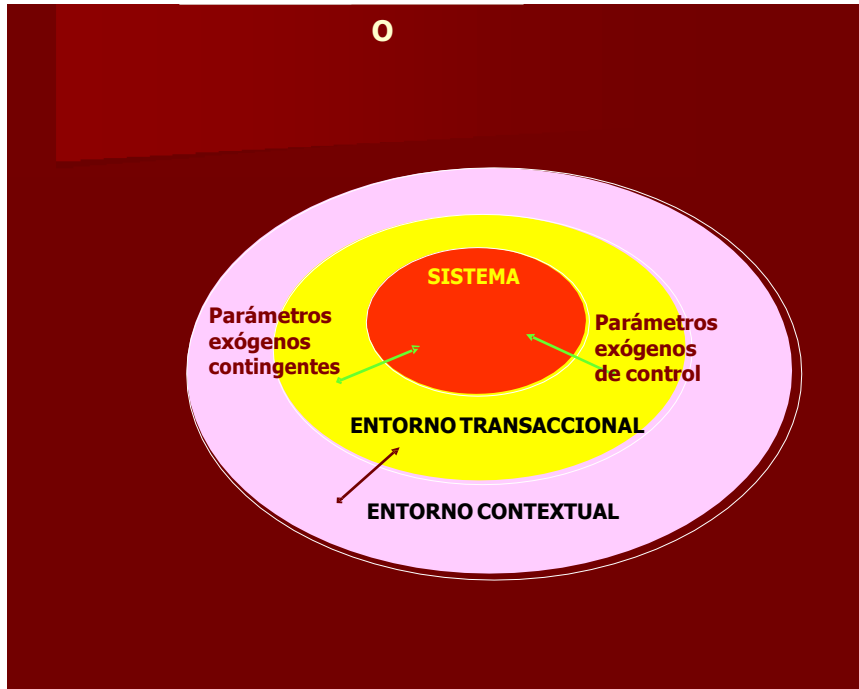 O
SISTEMA
Parámetros
exógenos
contingentes
Parámetros
exógenos
de control
ENTORNO TRANSACCIONAL
ENTORNO CONTEXTUAL